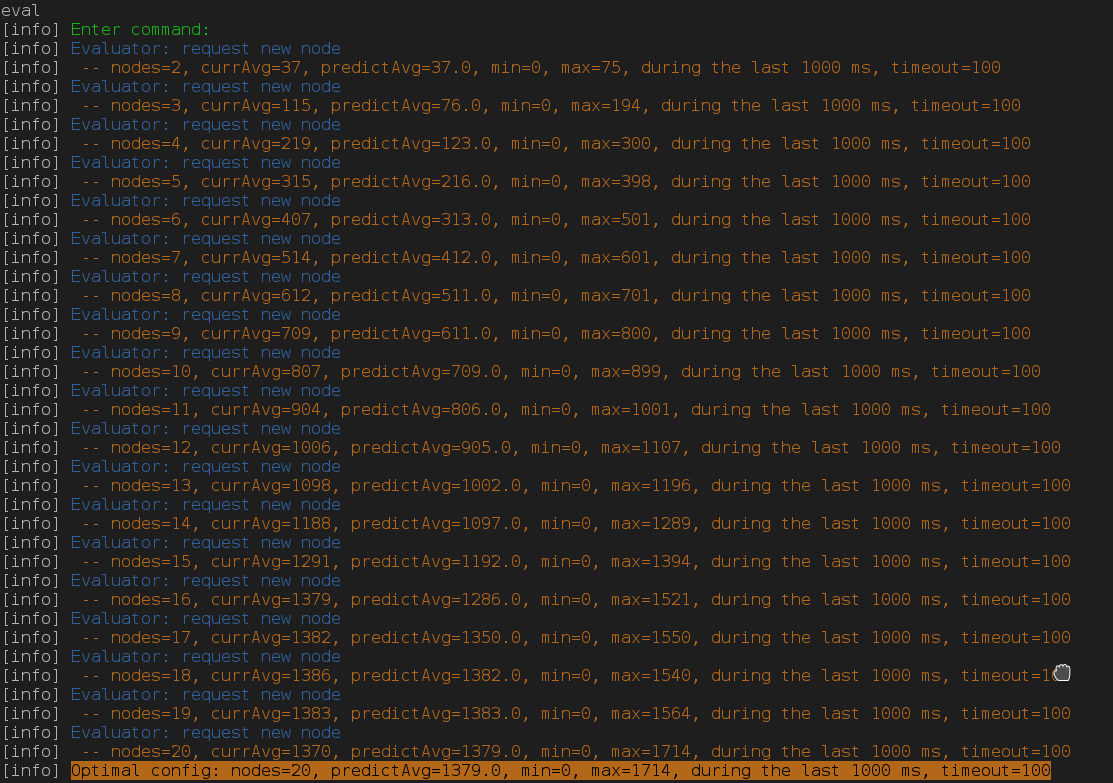 eval
[info] Enter command:
[info] Evaluator: request new node
[info]  -- nodes=2, currAvg=37, predictAvg=37.0, min=0, max=75, during the last 1000 ms, timeout=100
[info] Evaluator: request new node
[info]  -- nodes=3, currAvg=115, predictAvg=76.0, min=0, max=194, during the last 1000 ms, timeout=100
[info] Evaluator: request new node
[info]  -- nodes=4, currAvg=219, predictAvg=123.0, min=0, max=300, during the last 1000 ms, timeout=100
[info] Evaluator: request new node
[info]  -- nodes=5, currAvg=315, predictAvg=216.0, min=0, max=398, during the last 1000 ms, timeout=100
[info] Evaluator: request new node
[info]  -- nodes=6, currAvg=407, predictAvg=313.0, min=0, max=501, during the last 1000 ms, timeout=100
[info] Evaluator: request new node
[info]  -- nodes=7, currAvg=514, predictAvg=412.0, min=0, max=601, during the last 1000 ms, timeout=100
[info] Evaluator: request new node
[info]  -- nodes=8, currAvg=612, predictAvg=511.0, min=0, max=701, during the last 1000 ms, timeout=100
[info] Evaluator: request new node
[info]  -- nodes=9, currAvg=709, predictAvg=611.0, min=0, max=800, during the last 1000 ms, timeout=100
[info] Evaluator: request new node
[info]  -- nodes=10, currAvg=807, predictAvg=709.0, min=0, max=899, during the last 1000 ms, timeout=100
[info] Evaluator: request new node
[info]  -- nodes=11, currAvg=904, predictAvg=806.0, min=0, max=1001, during the last 1000 ms, timeout=100
[info] Evaluator: request new node
[info]  -- nodes=12, currAvg=1006, predictAvg=905.0, min=0, max=1107, during the last 1000 ms, timeout=100
[info] Evaluator: request new node
[info]  -- nodes=13, currAvg=1098, predictAvg=1002.0, min=0, max=1196, during the last 1000 ms, timeout=100
[info] Evaluator: request new node
[info]  -- nodes=14, currAvg=1188, predictAvg=1097.0, min=0, max=1289, during the last 1000 ms, timeout=100
[info] Evaluator: request new node
[info]  -- nodes=15, currAvg=1291, predictAvg=1192.0, min=0, max=1394, during the last 1000 ms, timeout=100
[info] Evaluator: request new node
[info]  -- nodes=16, currAvg=1379, predictAvg=1286.0, min=0, max=1521, during the last 1000 ms, timeout=100
[info] Evaluator: request new node
[info]  -- nodes=17, currAvg=1382, predictAvg=1350.0, min=0, max=1550, during the last 1000 ms, timeout=100
[info] Evaluator: request new node
[info]  -- nodes=18, currAvg=1386, predictAvg=1382.0, min=0, max=1540, during the last 1000 ms,
[info] Evaluator: request new node
[info]  -- nodes=19, currAvg=1383, predictAvg=1383.0, min=0, max=1564, during the last 1000 ms, timeout=100
[info] Evaluator: request new node
[info]  -- nodes=20, currAvg=1370, predictAvg=1379.0, min=0, max=1714, during the last 1000 ms, timeout=100
[info] Optimal config: nodes=20, predictAvg=1379.0, min=0, max=1714, during the last 1000 ms, timeout=100